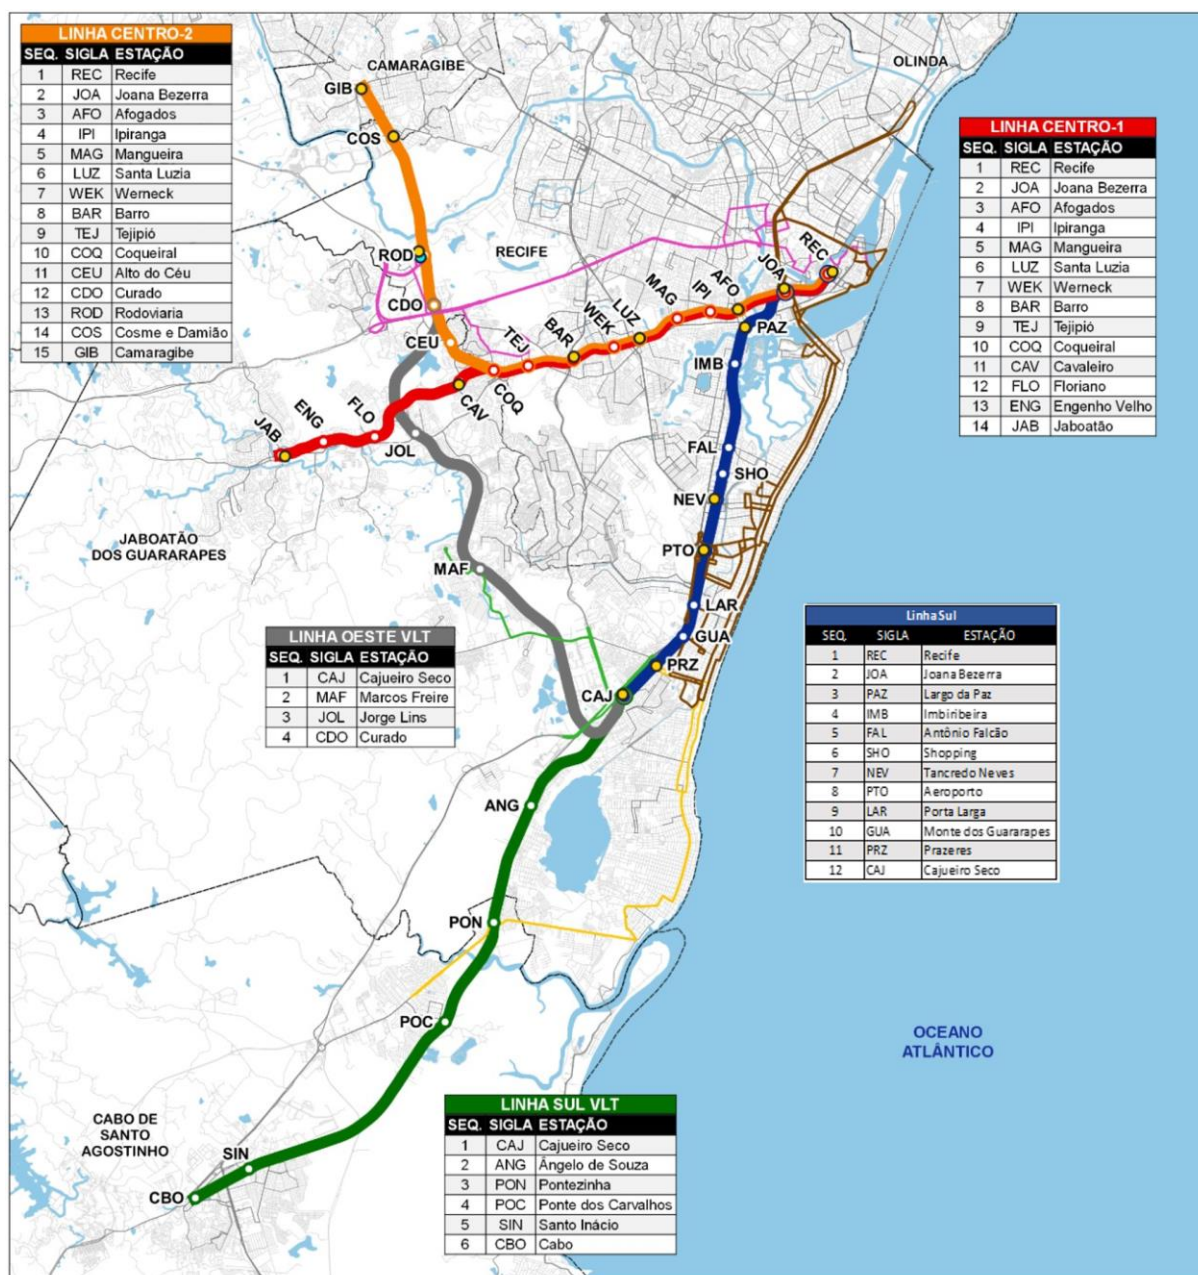 LINHA CENTRO-2
SEQ. SIGLA ESTAÇÃO
1 REC Recife
2 JOA Joana Bezerra
3 AFO Afogados
4 IPI Ipiranga
5 MAG Mangueira
6 LUZ Santa Luzia
7 WEK Werneck
8 BAR Barro
9 TEJ Tejipió
10 COQ Coqueiral
11 CEU Alto do Céu
12 CDO Curado
13 ROD Rodoviaria
14 COS Cosme e Damião
15 GIB Camaragibe
CAMARAGIBE
GIB
COS
OLINDA
LINHA CENTRO-1
SEQ. SIGLA ESTAÇÃO
1 REC Recife
2 JOA Joana Bezerra
3 AFO Afogados
4 IPI Ipiranga
5 MAG Mangueira
6 LUZ Santa Luzia
7 WEK Werneck
8 BAR Barro
9 TEJ Tejipió
10 COQ Coqueiral
11 CAV Cavaleiro
12 FLO Floriano
13 ENG Engenho Velho
14 JAB Jaboatão
ROD
RECIFE
REC
JOA
CDO
AFO
IPI
MAG
LUZ
WEK
BAR
TEJ
CEU
PAZ
IMB
COQ
CAV
FLO
ENG
JAB
JOL
FAL
SHO
NEV
JABOATÃO
DOS GUARARAPES
PTO
MAF
LAR
GUA
PRZ
CAJ
LINHA OESTE VLT
SEQ. SIGLA ESTAÇÃO
1 CAJ Cajueiro Seco
2 MAF Marcos Freire
3 JOL Jorge Lins
4 CDO Curado
Linha Sul
SEQ. SIGLA ESTAÇÃO
1 REC Recife
2 JOA Joana Bezerra
3 PAZ Largo da Paz
4 IMB Imbiribeira
5 FAL Antônio Falcão
6 SHO Shopping
7 NEV Tancredo Neves
8 PTO Aeroporto
9 LAR Porta Larga
10 GUA Monte dos Guararapes
11 PRZ Prazeres
12 CAJ Cajueiro Seco
ANG
PON
POC
OCEANO
ATLÂNTICO
CABO DE
SANTO
AGOSTINHO
SIN
CBO
LINHA SUL VLT
SEQ. SIGLA ESTAÇÃO
1 CAJ Cajueiro Seco
2 ANG Ângelo de Souza
3 PON Pontezinha
4 POC Ponte dos Carvalhos
5 SIN Santo Inácio
6 CBO Cabo